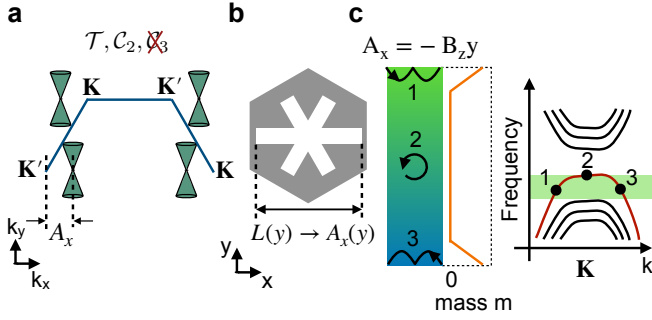 a
b
c
𝒯, 𝒞₂, 𝒞₃
A_x = − B_z y
K
K'
K'
K
A_x
k_y
k_x
L(y) → A_x(y)
y
x
1
2
3
0
mass m
Frequency
1
2
3
K
k